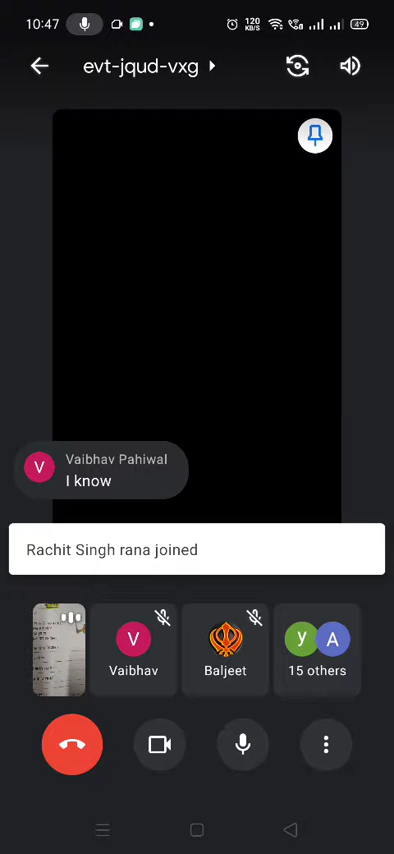 10:47
120
KB/S
49
evt-jqud-vxg
Vaibhav Pahiwal
V
I know
Rachit Singh rana joined
V
y
A
Vaibhav
Baljeet
15 others